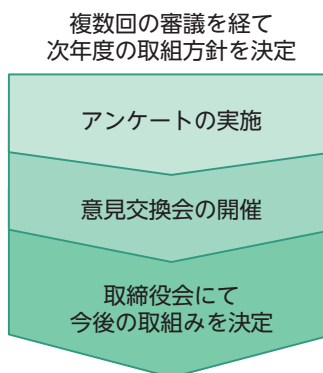 複数回の審議を経て
次年度の取組方針を決定
アンケートの実施
意見交換会の開催
取締役会にて
今後の取組みを決定